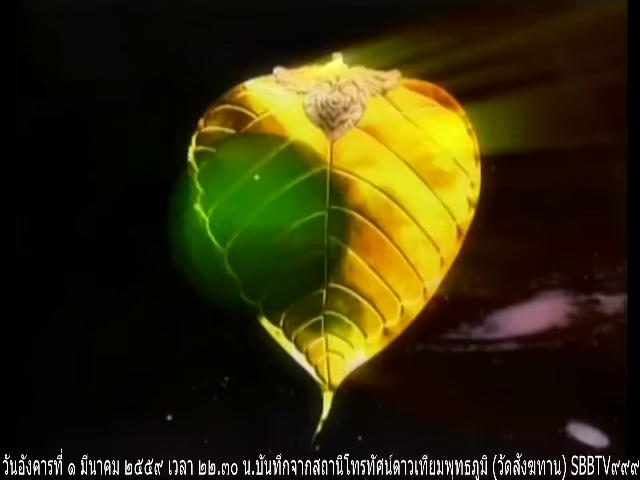 วันอังคารที่ ๑ มีนาคม ๒๕๕๙ เวลา ๒๒.๓๐ น.บันทึกจากสถานีโทรทัศน์ดาวเทียมพุทธภูมิ (วัดสังฆทาน) SBBTV๙๙๙